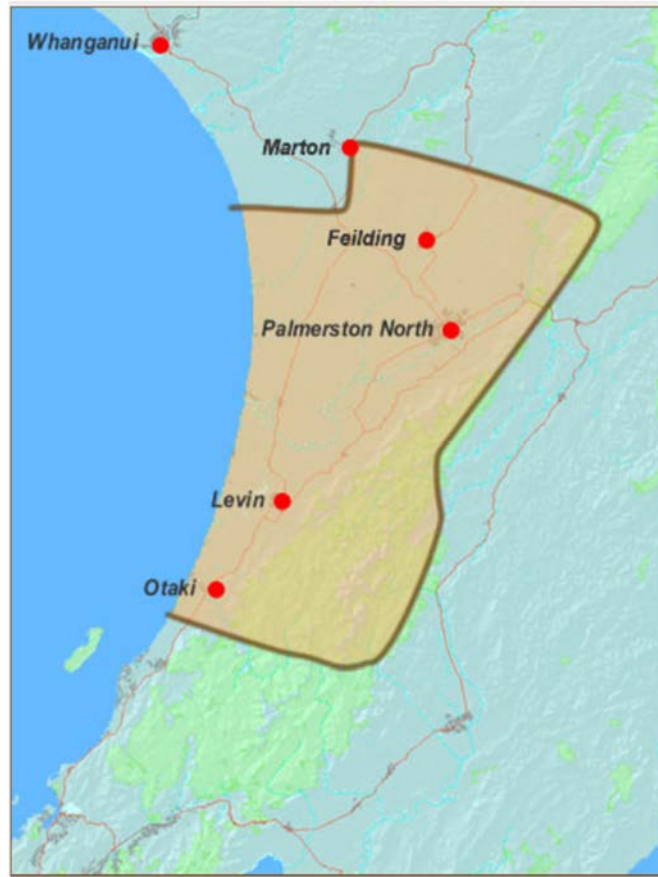 Whanganui
Marton
Feilding
Palmerston North
Levin
Otaki